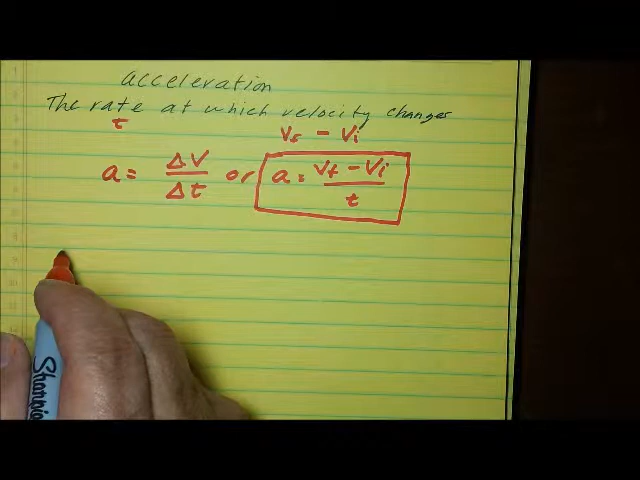 acceleration
The rate at which velocity changes
t
Vf - Vi
a = ΔV / Δt or a = Vf - Vi / t
Sharpie